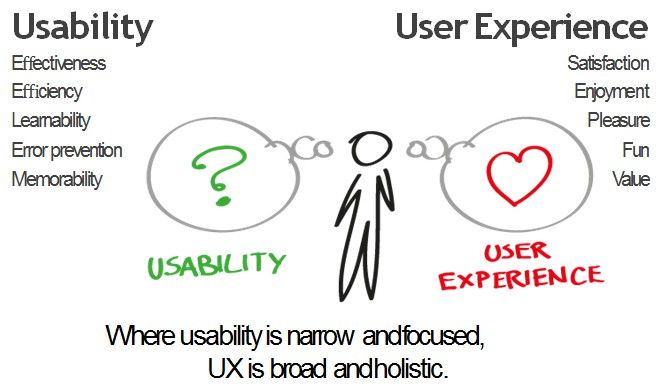 Usability
Effectiveness
Efficiency
Learnability
Error prevention
Memorability
User Experience
Satisfaction
Enjoyment
Pleasure
Fun
Value
?
USABILITY
USER
EXPERIENCE
Where usability is narrow andfocused,
UX is broad andholistic.